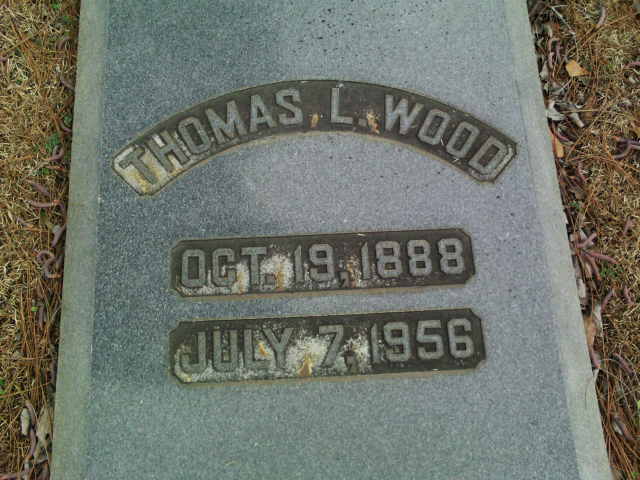 THOMAS L. WOOD
OCT. 19, 1888
JULY 7, 1956